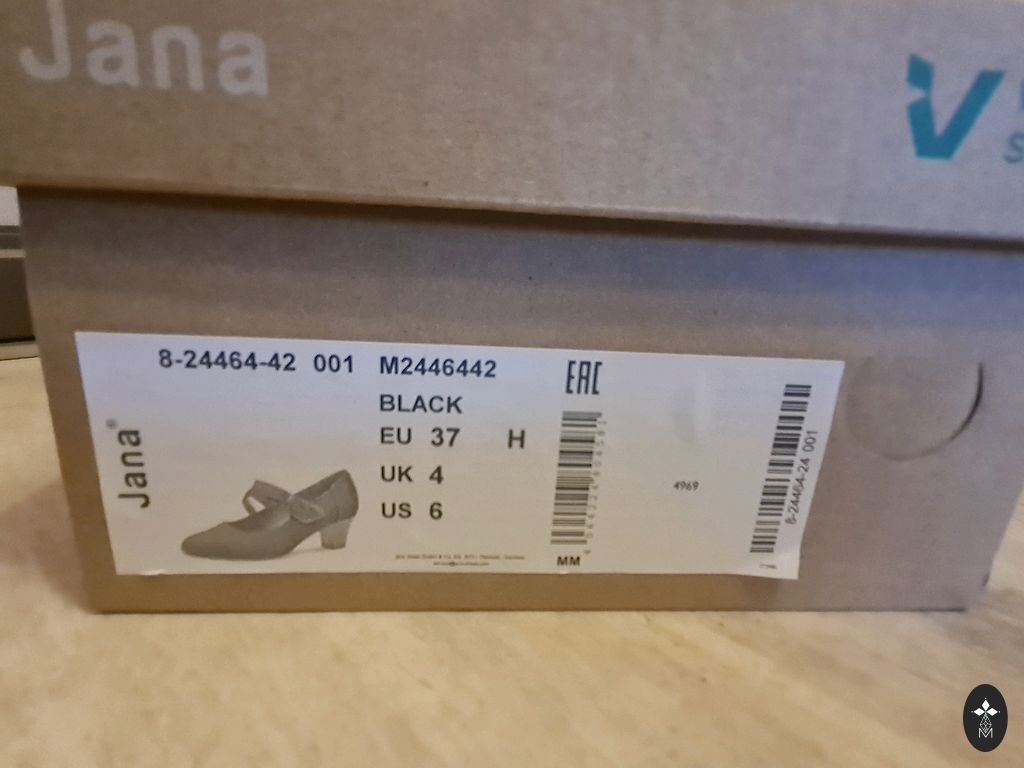 Jana
V
S
8-24464-42 001 M2446442
EAC
BLACK
EU 37 H
UK 4
US 6
Jana®
4969
8-24464-24 001
MM
M